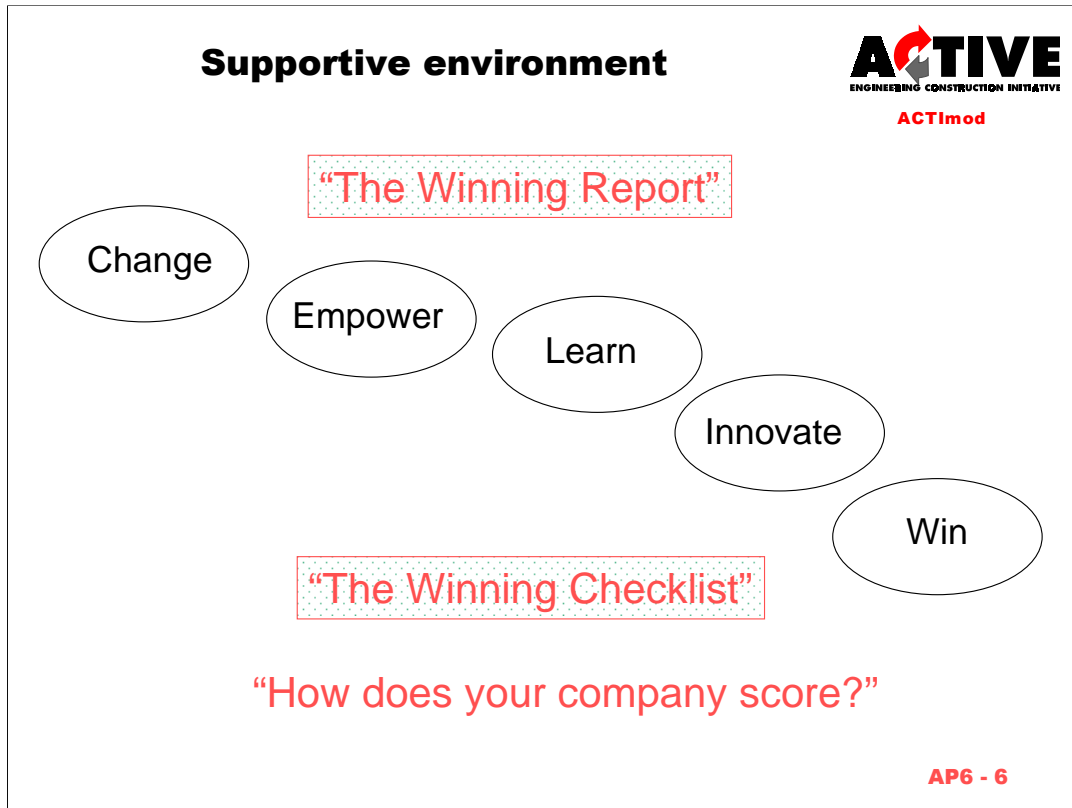 Supportive environment
ACTIVE
ENGINEERING CONSTRUCTION INITIATIVE
ACTImod
“The Winning Report”
Change
Empower
Learn
Innovate
Win
“The Winning Checklist”
“How does your company score?”
AP6 - 6